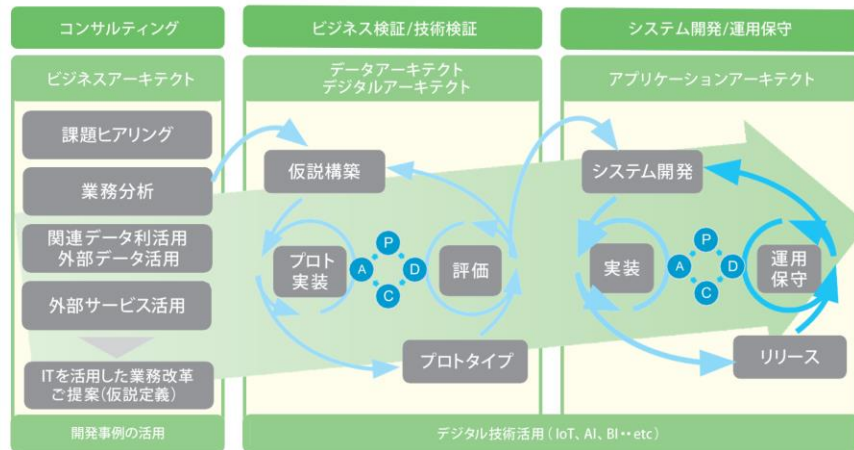 コンサルティング
ビジネスアーキテクト
課題ヒアリング
業務分析
関連データ利活用
外部データ活用
外部サービス活用
ITを活用した業務改革
ご提案(仮説定義)
開発事例の活用
ビジネス検証/技術検証
データアーキテクト
デジタルアーキテクト
仮説構築
プロト
実装
P
A
D
C
評価
プロトタイプ
システム開発/運用保守
アプリケーションアーキテクト
システム開発
実装
P
A
D
C
運用
保守
リリース
デジタル技術活用(IoT、AI、BI‥etc)